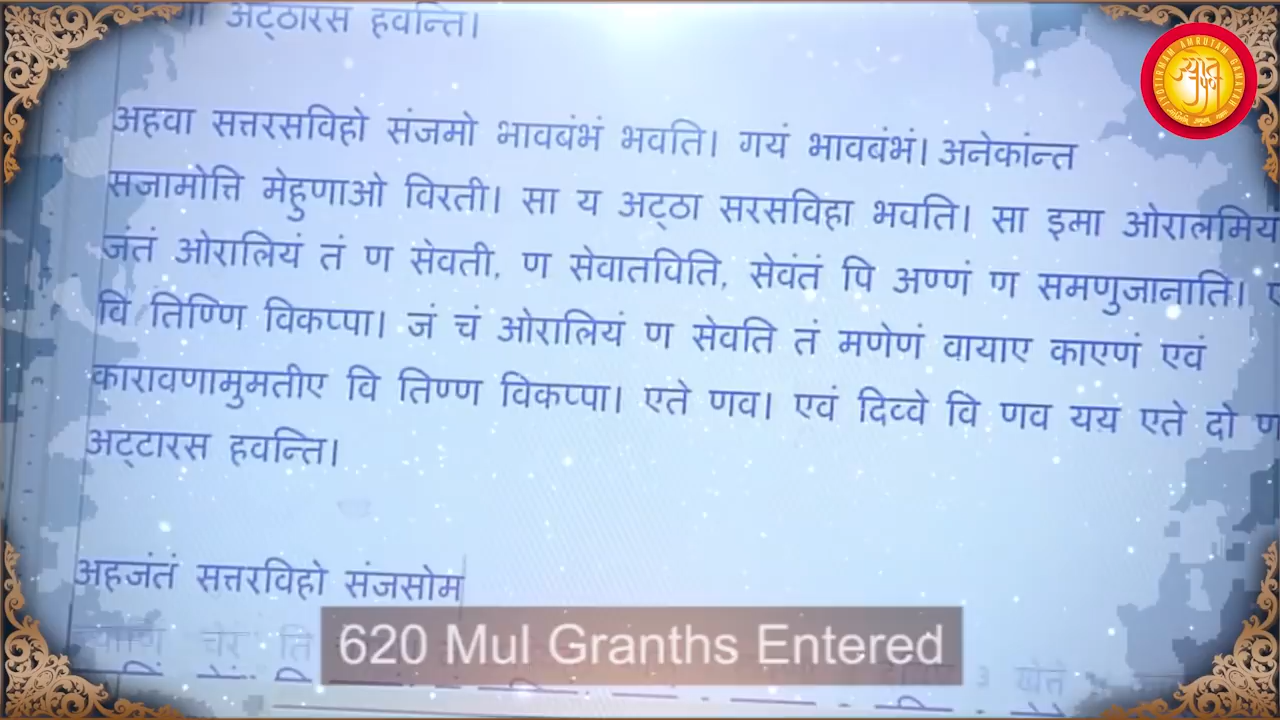 अट्ठारस हवन्ति।
अहवा सत्तरसविहो संजमो भावबंभं भवति। गयं भावबंभं। अनेकांन्त
सजामोत्ति मेहुणाओ विरती। सा य अट्ठा सरसविहा भवति। सा इमा ओरालमिय
जंतं ओरालियं तं ण सेवती, ण सेवातविति, सेवंतं पि अण्णं ण समणुजानाति।
वि तिण्णि विकप्पा। जं चं ओरालियं ण सेवति तं मणेणं वायाए काएणं एवं
कारावणामुमतीए वि तिण्ण विकप्पा। एते णव। एवं दिव्वे वि णव यय एते दो
अट्टारस हवन्ति।
अहजंतं सत्तरविहो संजसोम
620 Mul Granths Entered